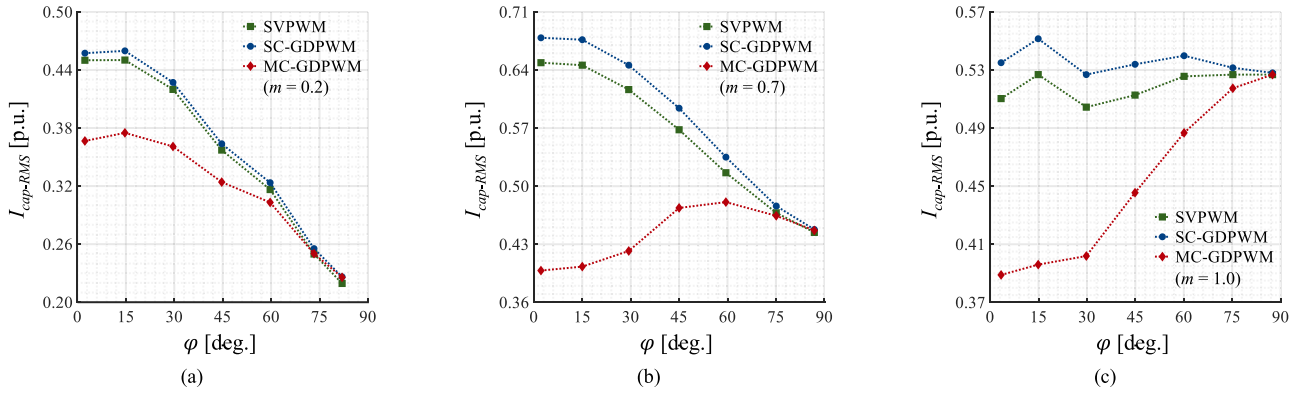 0.50
0.44
0.38
0.32
0.26
0.20
I_cap-RMS [p.u.]
SVPWM
SC-GDPWM
MC-GDPWM
(m = 0.2)
0 15 30 45 60 75 90
φ [deg.]
(a)
0.71
0.64
0.57
0.50
0.43
0.36
I_cap-RMS [p.u.]
SVPWM
SC-GDPWM
MC-GDPWM
(m = 0.7)
0 15 30 45 60 75 90
φ [deg.]
(b)
0.57
0.53
0.49
0.45
0.41
0.37
I_cap-RMS [p.u.]
SVPWM
SC-GDPWM
MC-GDPWM
(m = 1.0)
0 15 30 45 60 75 90
φ [deg.]
(c)